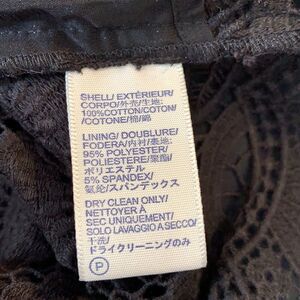 SHELL/ EXTÉRIEUR/
CORPO/外壳/生地:
100%COTTON/COTON/
/COTONE/棉/綿
LINING/ DOUBLURE/
FODERA/内衬/裏地:
95% POLYESTER/
POLIESTERE/聚酯/
ポリエステル
5% SPANDEX/
氨纶/スパンデックス
DRY CLEAN ONLY/
NETTOYER À
SEC UNIQUEMENT/
SOLO LAVAGGIO A SECCO/
干洗/
ドライクリーニングのみ
P